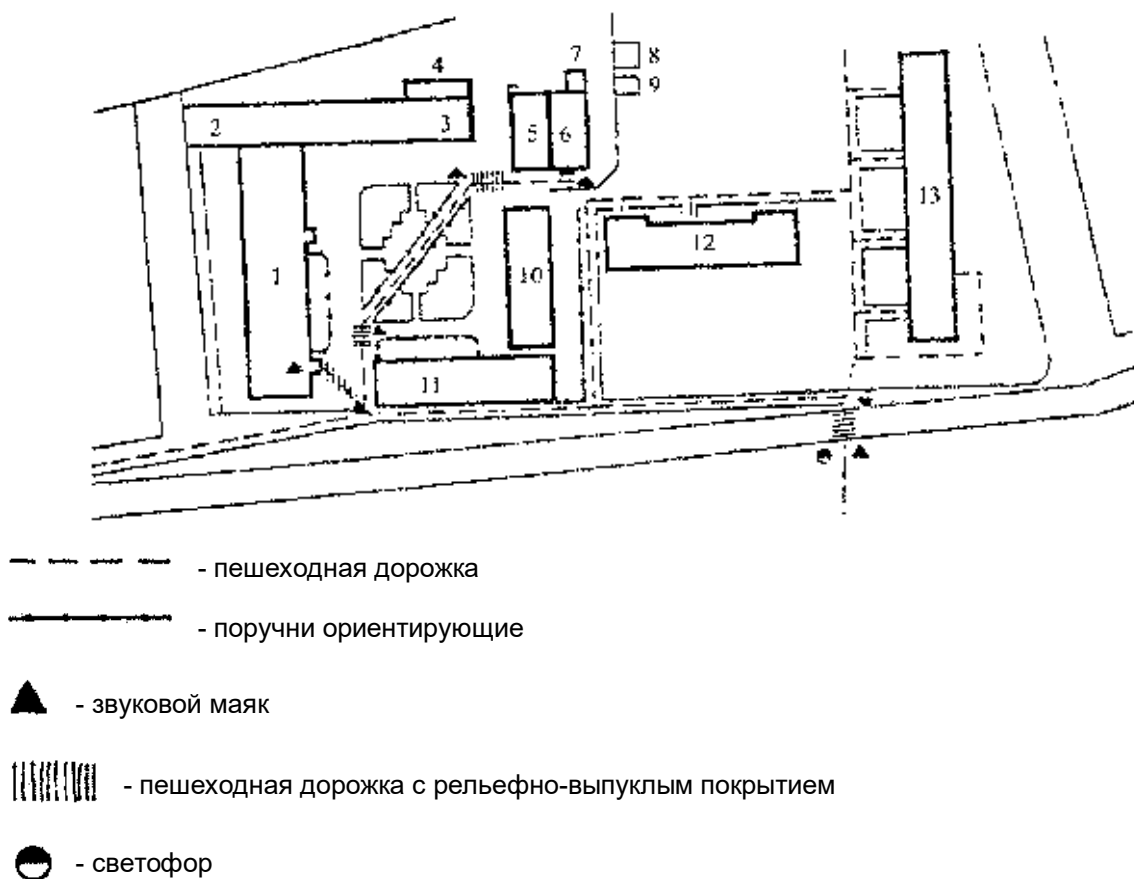 7
8
4
9
2
3
5
6
13
12
1
10
11
- пешеходная дорожка
- поручни ориентирующие
- звуковой маяк
- пешеходная дорожка с рельефно-выпуклым покрытием
- светофор